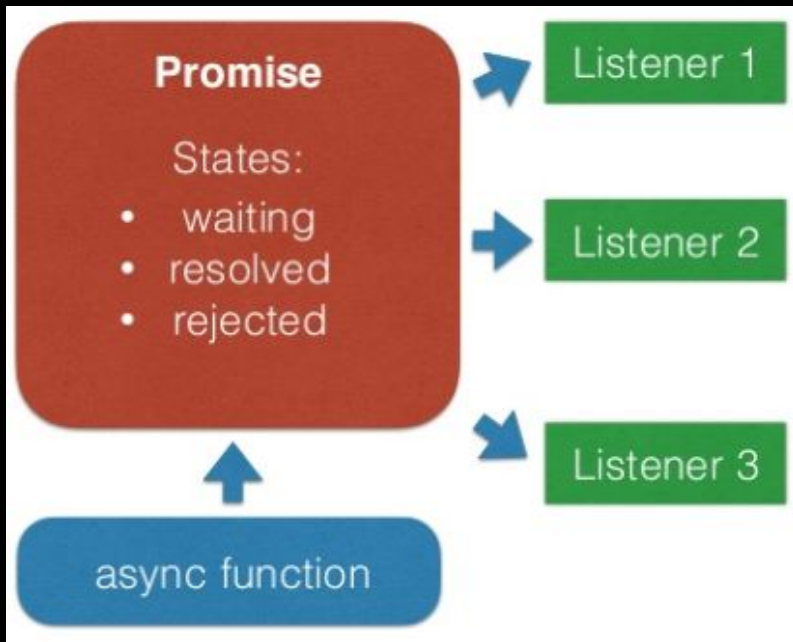 Promise
States:
• waiting
• resolved
• rejected
Listener 1
Listener 2
Listener 3
async function